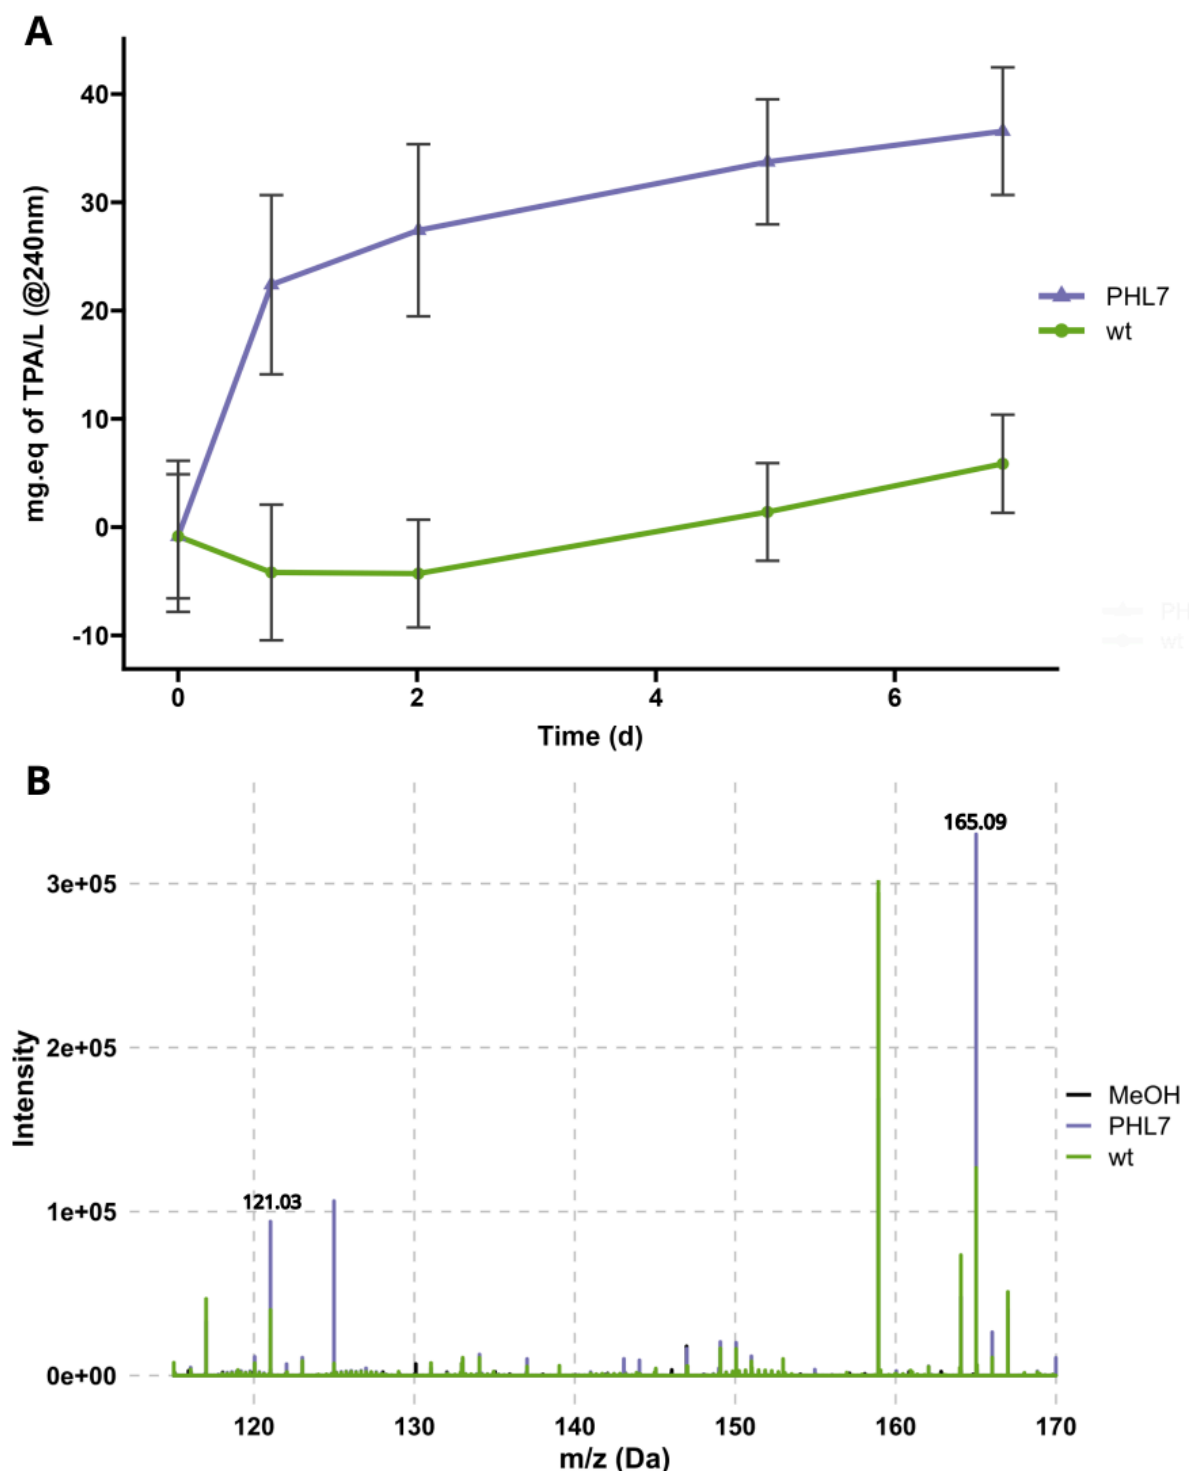 A
mg.eq of TPA/L (@240nm)
40
30
20
10
0
-10
0 2 4 6
Time (d)
PHL7
wt
PH
wt
B
Intensity
3e+05
2e+05
1e+05
0e+00
121.03
165.09
120 130 140 150 160 170
m/z (Da)
MeOH
PHL7
wt